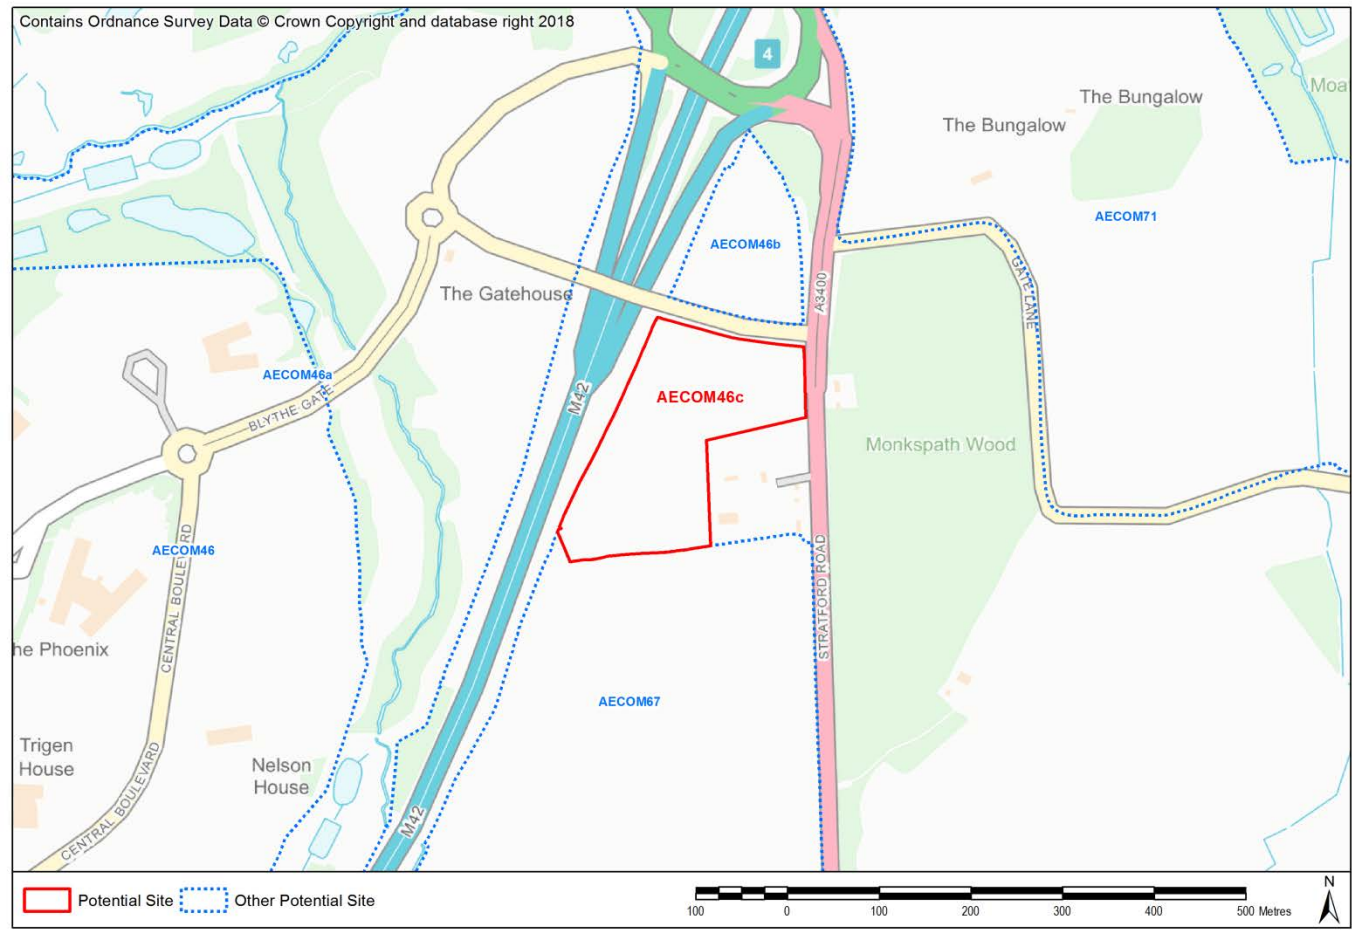 Contains Ordnance Survey Data © Crown Copyright and database right 2018
4
The Bungalow
The Bungalow
AECOM71
AECOM46b
The Gatehouse
A3400
GATE LANE
AECOM46a
BLYTHE GATE
M42
AECOM46c
Monkspath Wood
AECOM46
CENTRAL BOULEVARD
STRATFORD ROAD
he Phoenix
AECOM67
Trigen
House
Nelson
House
CENTRAL BOULEVARD
M42
Potential Site
Other Potential Site
100 0 100 200 300 400 500 Metres
N